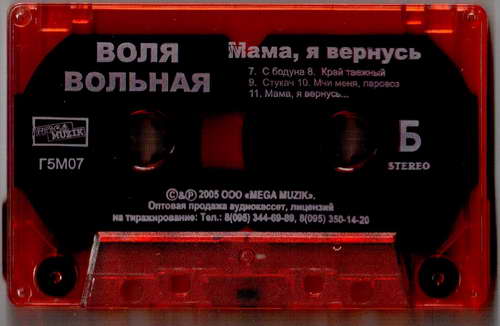 ВОЛЯ
ВОЛЬНАЯ
Мама, я вернусь
7. С бодуна 8. Край таежный
9. Стукач 10. Мчи меня, паровоз
11. Мама, я вернусь...
MEGA
MUZIK
Г5М07
Б
STEREO
©&℗ 2005 ООО «MEGA MUZIK».
Оптовая продажа аудиокассет, лицензий
на тиражирование: Тел.: 8(095) 344-69-89, 8(095) 350-14-20